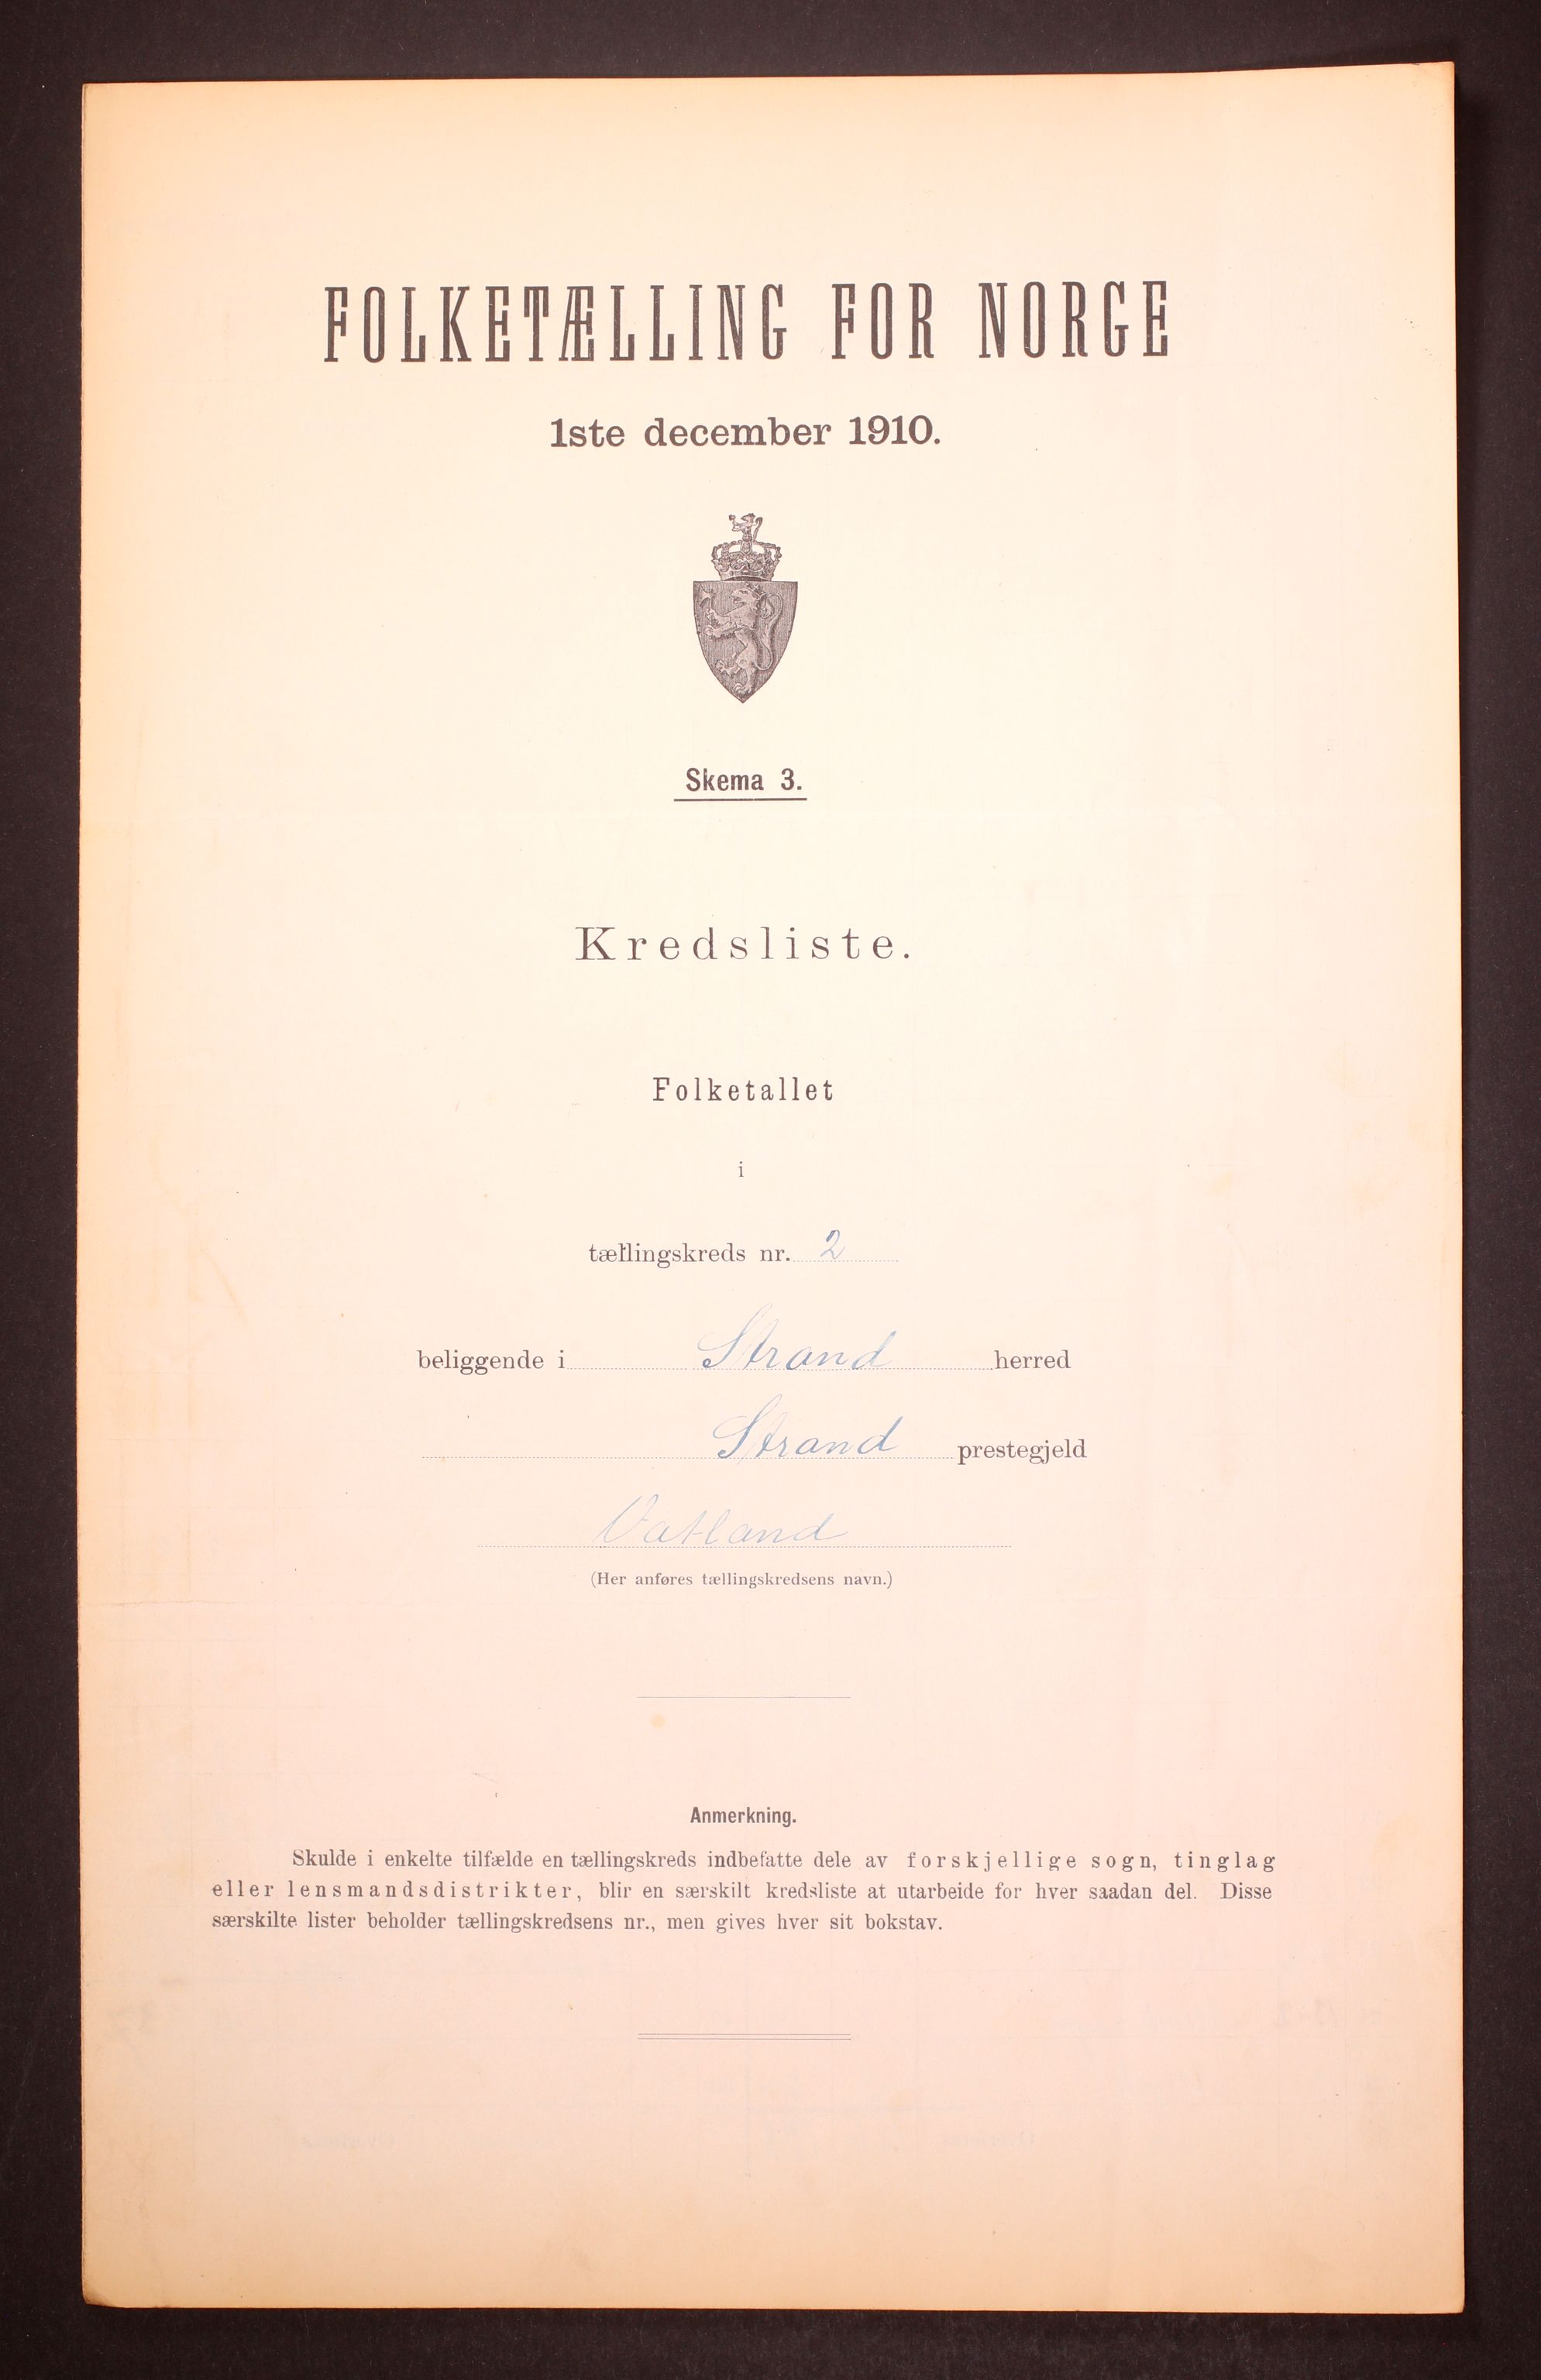 FOLKETÆLLING FOR NORGE
1ste december 1910.
Skema 3.
Kredsliste.
Folketallet
i
tællingskreds nr. 2
beliggende i Strand herred
Strand prestegjeld
Vatland
(Her anføres tællingskredsens navn.)
Anmerkning.
Skulde i enkelte tilfælde en tællingskreds indbefatte dele av forskjellige sogn, tinglag
eller lensmandsdistrikter, blir en særskilt kredsliste at utarbeide for hver saadan del. Disse
særskilte lister beholder tællingskredsens nr., men gives hver sit bokstav.